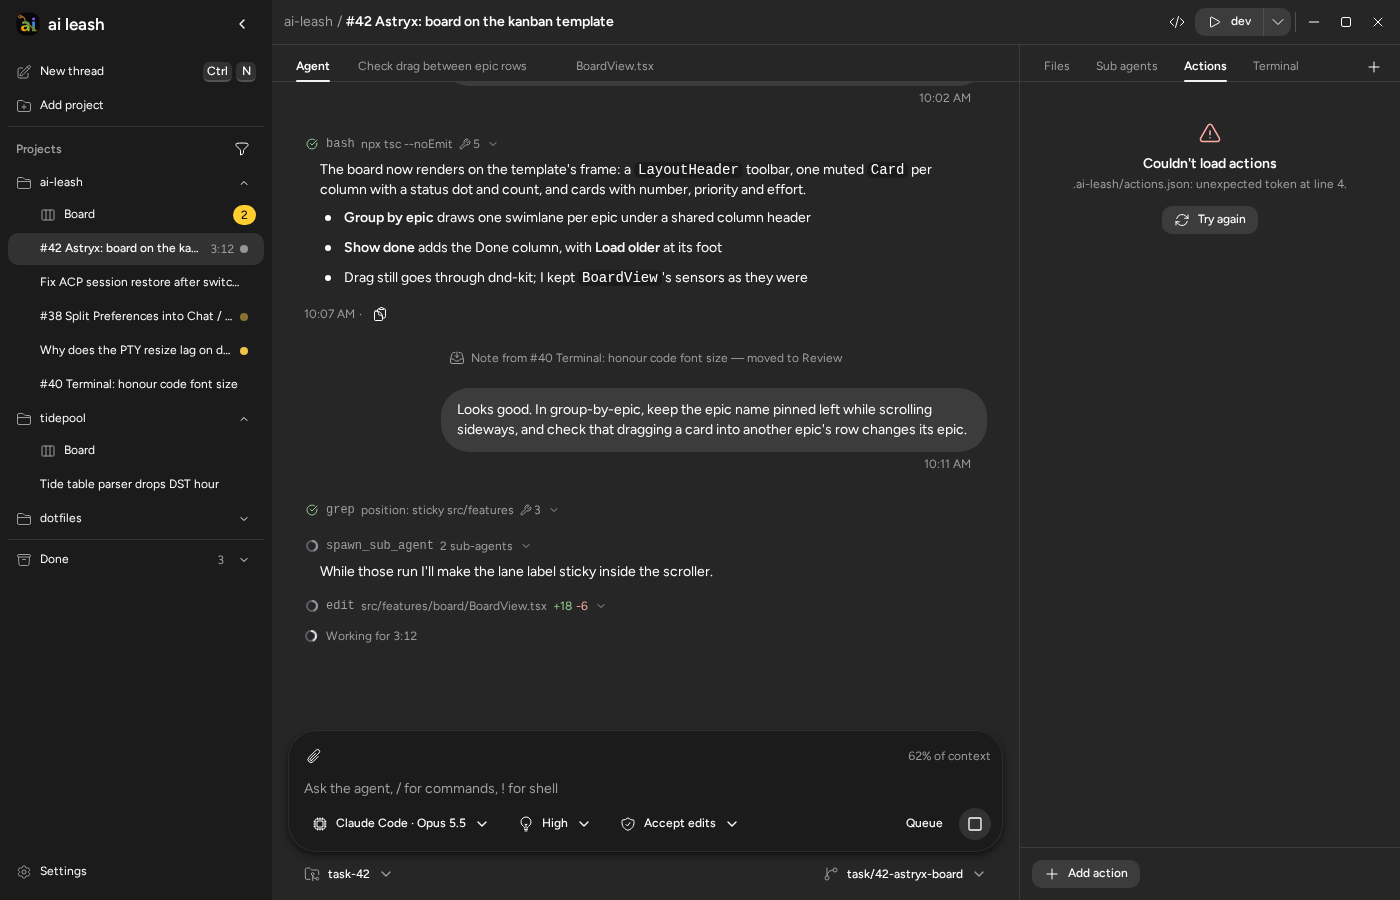 ai leash
New thread Ctrl N
Add project
Projects
ai-leash
Board 2
#42 Astryx: board on the ka... 3:12
Fix ACP session restore after switc...
#38 Split Preferences into Chat / ...
Why does the PTY resize lag on d...
#40 Terminal: honour code font size
tidepool
Board
Tide table parser drops DST hour
dotfiles
Done 3
Settings
ai-leash / #42 Astryx: board on the kanban template
dev
Agent Check drag between epic rows BoardView.tsx
10:02 AM
bash npx tsc --noEmit 5
The board now renders on the template's frame: a LayoutHeader toolbar, one muted Card per
column with a status dot and count, and cards with number, priority and effort.
Group by epic draws one swimlane per epic under a shared column header
Show done adds the Done column, with Load older at its foot
Drag still goes through dnd-kit; I kept BoardView's sensors as they were
10:07 AM ·
Note from #40 Terminal: honour code font size — moved to Review
Looks good. In group-by-epic, keep the epic name pinned left while scrolling
sideways, and check that dragging a card into another epic's row changes its epic.
10:11 AM
grep position: sticky src/features 3
spawn_sub_agent 2 sub-agents
While those run I'll make the lane label sticky inside the scroller.
edit src/features/board/BoardView.tsx +18 -6
Working for 3:12
62% of context
Ask the agent, / for commands, ! for shell
Claude Code · Opus 5.5 High Accept edits Queue
task-42 task/42-astryx-board
Files Sub agents Actions Terminal
Couldn't load actions
.ai-leash/actions.json: unexpected token at line 4.
Try again
Add action